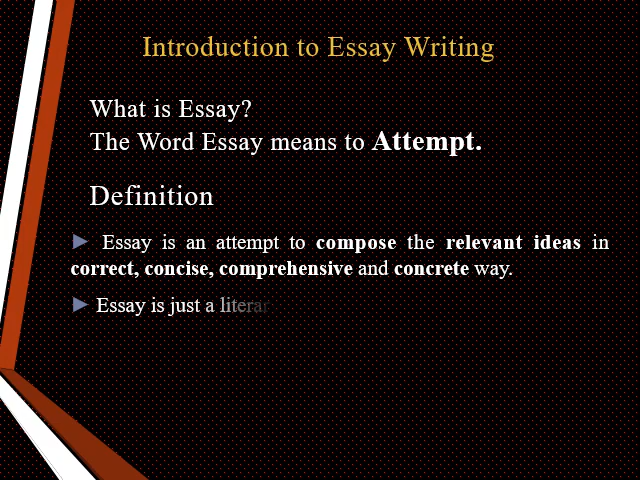 Introduction to Essay Writing
What is Essay?
The Word Essay means to Attempt.
Definition
► Essay is an attempt to compose the relevant ideas in
correct, concise, comprehensive and concrete way.
► Essay is just a literar